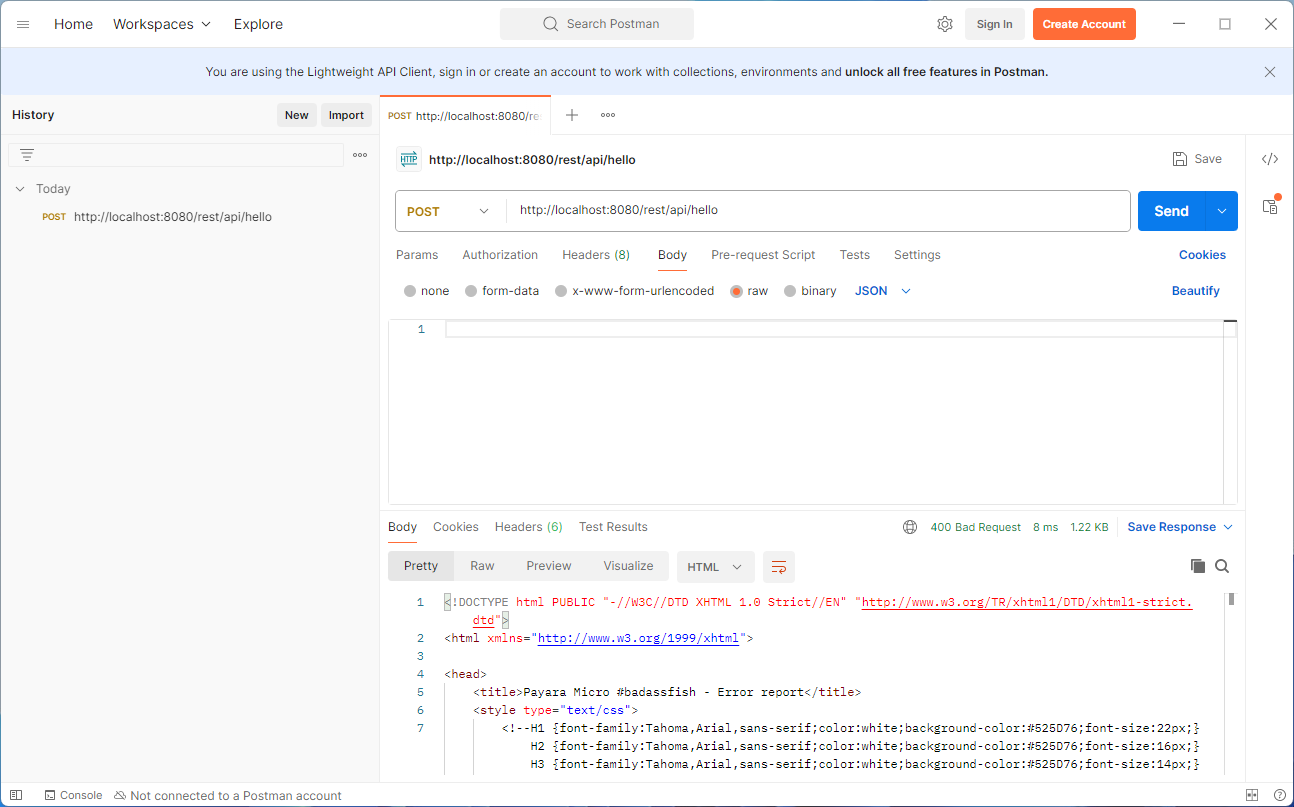 Home Workspaces Explore Search Postman Sign In Create Account
You are using the Lightweight API Client, sign in or create an account to work with collections, environments and unlock all free features in Postman.
History New Import POST http://localhost:8080/re
http://localhost:8080/rest/api/hello Save
Today
POST http://localhost:8080/rest/api/hello
POST http://localhost:8080/rest/api/hello Send
Params Authorization Headers (8) Body Pre-request Script Tests Settings Cookies
none form-data x-www-form-urlencoded raw binary JSON Beautify
1
Body Cookies Headers (6) Test Results 400 Bad Request 8 ms 1.22 KB Save Response
Pretty Raw Preview Visualize HTML
1 <!DOCTYPE html PUBLIC "-//W3C//DTD XHTML 1.0 Strict//EN" "http://www.w3.org/TR/xhtml1/DTD/xhtml1-strict.
dtd">
2 <html xmlns="http://www.w3.org/1999/xhtml">
3
4 <head>
5 <title>Payara Micro #badassfish - Error report</title>
6 <style type="text/css">
7 <!--H1 {font-family:Tahoma,Arial,sans-serif;color:white;background-color:#525D76;font-size:22px;}
H2 {font-family:Tahoma,Arial,sans-serif;color:white;background-color:#525D76;font-size:16px;}
H3 {font-family:Tahoma,Arial,sans-serif;color:white;background-color:#525D76;font-size:14px;}
Console Not connected to a Postman account